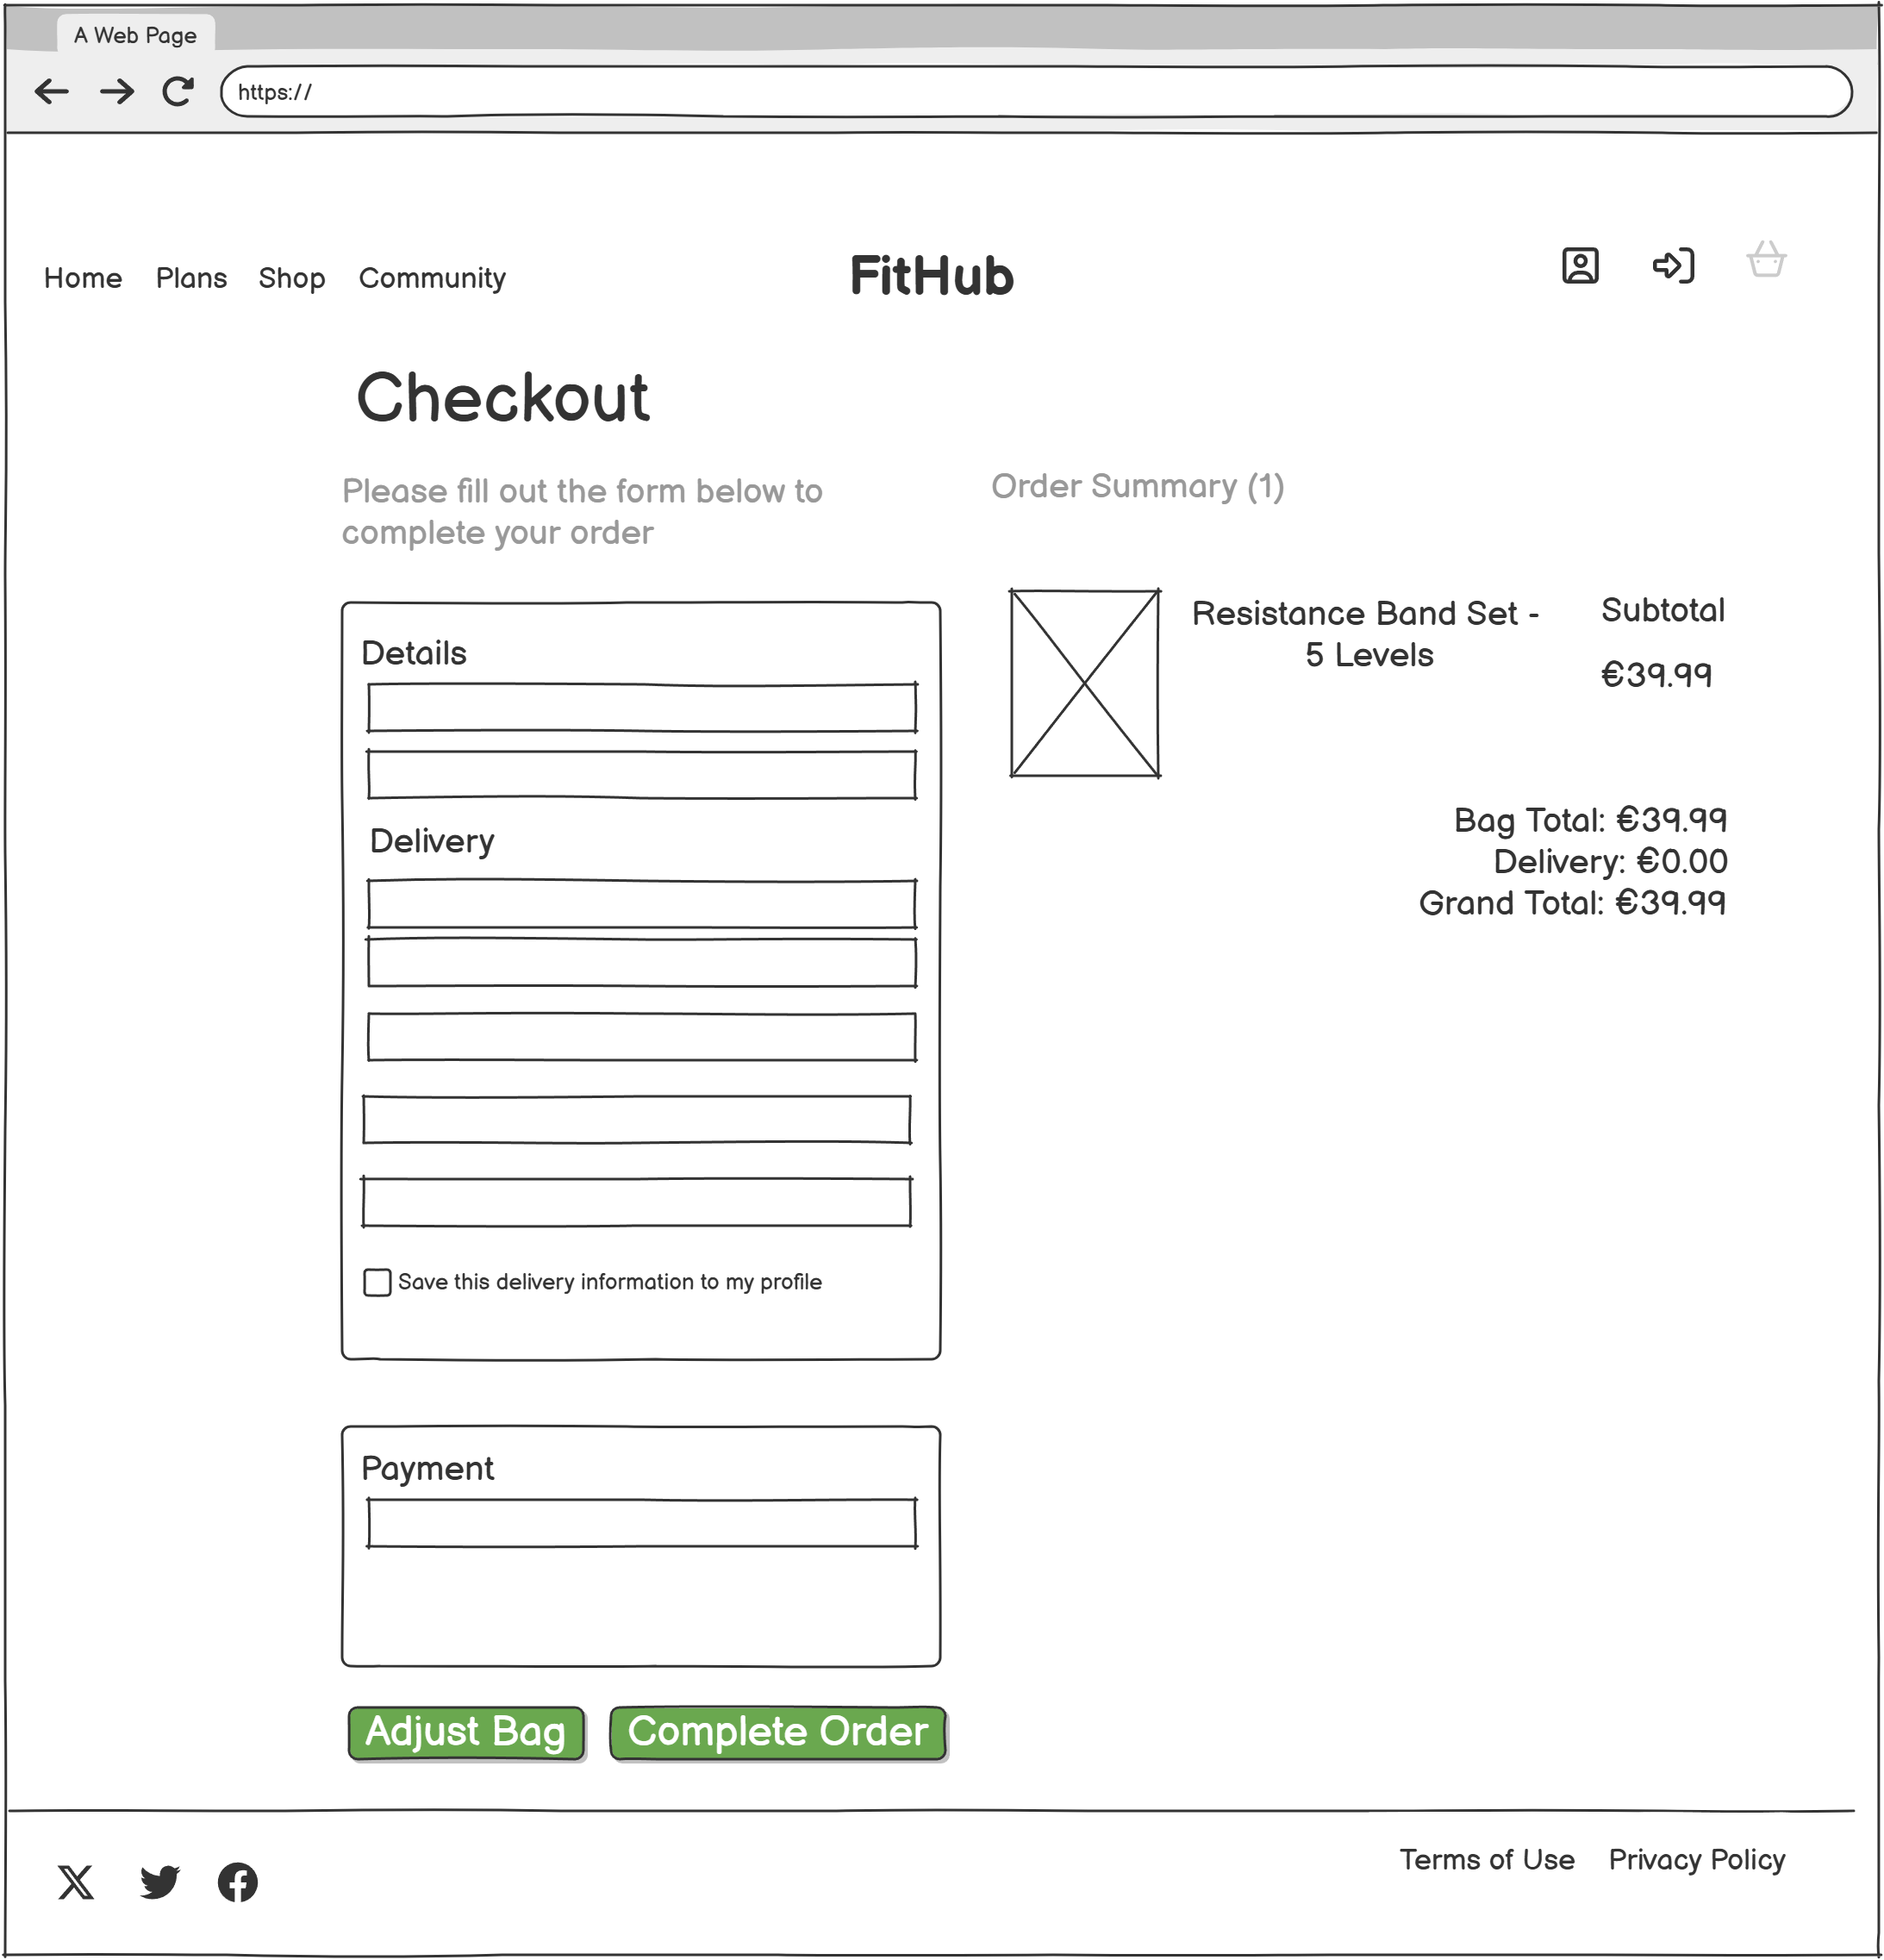 A Web Page
https://
Home Plans Shop Community
FitHub
Checkout
Please fill out the form below to
complete your order
Details
Delivery
Save this delivery information to my profile
Payment
Adjust Bag
Complete Order
Order Summary (1)
Resistance Band Set -
5 Levels
Subtotal
€39.99
Bag Total: €39.99
Delivery: €0.00
Grand Total: €39.99
Terms of Use Privacy Policy